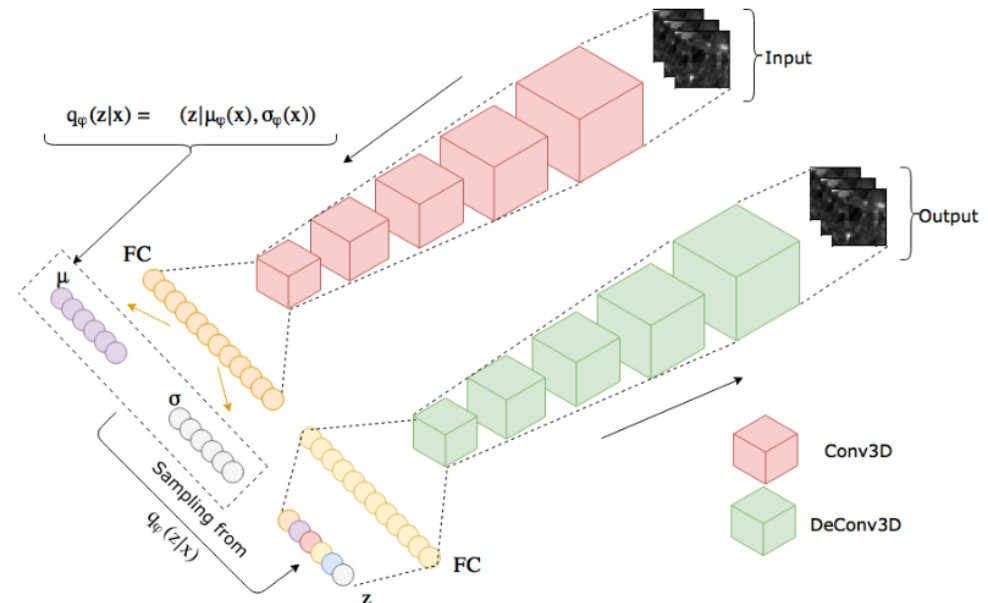 Input
qφ(z|x) = (z|μφ(x),σφ(x))
Output
FC
μ
σ
Sampling from
qφ(z|x)
FC
z
Conv3D
DeConv3D